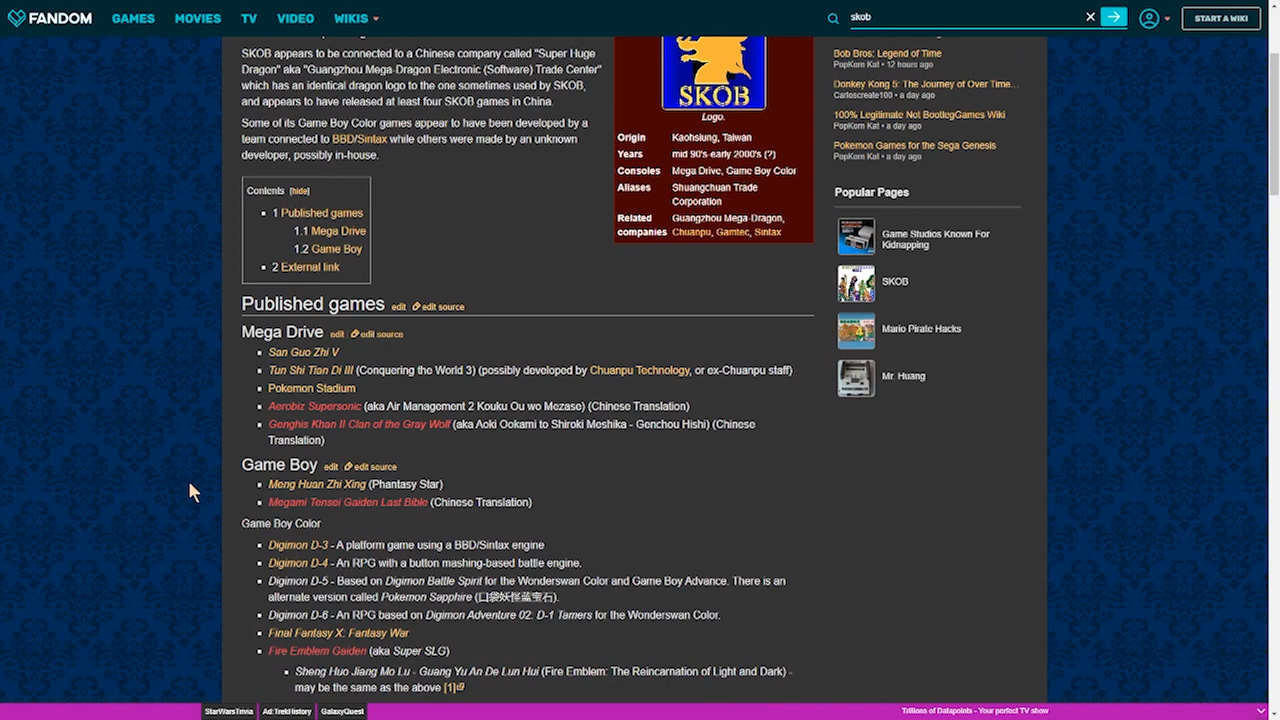 FANDOM
GAMES
MOVIES
TV
VIDEO
WIKIS
skob
START A WIKI
SKOB appears to be connected to a Chinese company called "Super Huge
Dragon" aka "Guangzhou Mega-Dragon Electronic (Software) Trade Center"
which used an identical dragon logo to the one sometimes used by SKOB,
and appears to have released at least four SKOB games in China.
Some of its Game Boy Color games appear to have been developed by a
team connected to BBD/Sintax while others were made by an unknown
developer, possibly in-house.
SKOB
Logo.
Origin Kaohsiung, Taiwan
Years mid 90's-early 2000's (?)
Consoles Mega Drive, Game Boy Color
Aliases Shuangchuan Trade
Corporation
Related Guangzhou Mega-Dragon,
companies Chuanpu, Gamtec, Sintax
Contents [hide]
1 Published games
1.1 Mega Drive
1.2 Game Boy
2 External link
Published games edit edit source
Mega Drive edit edit source
San Guo Zhi V
Tun Shi Tian Di III (Conquering the World 3) (possibly developed by Chuanpu Technology, or ex-Chuanpu staff)
Pokemon Stadium
Aerobiz Supersonic (aka Air Management 2 Kouku Ou wo Mezase) (Chinese Translation)
Genghis Khan II Clan of the Gray Wolf (aka Aoki Ookami to Shiroki Meshika - Genchou Hishi) (Chinese
Translation)
Game Boy edit edit source
Meng Huan Zhi Xing (Phantasy Star)
Megami Tensei Gaiden Last Bible (Chinese Translation)
Game Boy Color
Digimon D-3 - A platform game using a BBD/Sintax engine
Digimon D-4 - An RPG with a button mashing-based battle engine.
Digimon D-5 - Based on Digimon Battle Spirit for the Wonderswan Color and Game Boy Advance. There is an
alternate version called Pokemon Sapphire (口袋妖怪蓝宝石).
Digimon D-6 - An RPG based on Digimon Adventure 02: D-1 Tamers for the Wonderswan Color.
Final Fantasy X: Fantasy War
Fire Emblem Gaiden (aka Super SLG)
Sheng Huo Jiang Mo Lu - Guang Yu An De Lun Hui (Fire Emblem: The Reincarnation of Light and Dark) -
may be the same as the above [1]
Bob Bros: Legend of Time
PopKorn Kat • 12 hours ago
Donkey Kong 5: The Journey of Over Time...
Carloscreate100 • a day ago
100% Legitimate Not BootlegGames Wiki
PopKorn Kat • a day ago
Pokemon Games for the Sega Genesis
PopKorn Kat • a day ago
Popular Pages
Game Studios Known For
Kidnapping
SKOB
Mario Pirate Hacks
Mr. Huang
StarWarsTrivia
Ad:TrekHistory
GalaxyQuest
Trillions of Datapoints - Your perfect TV show